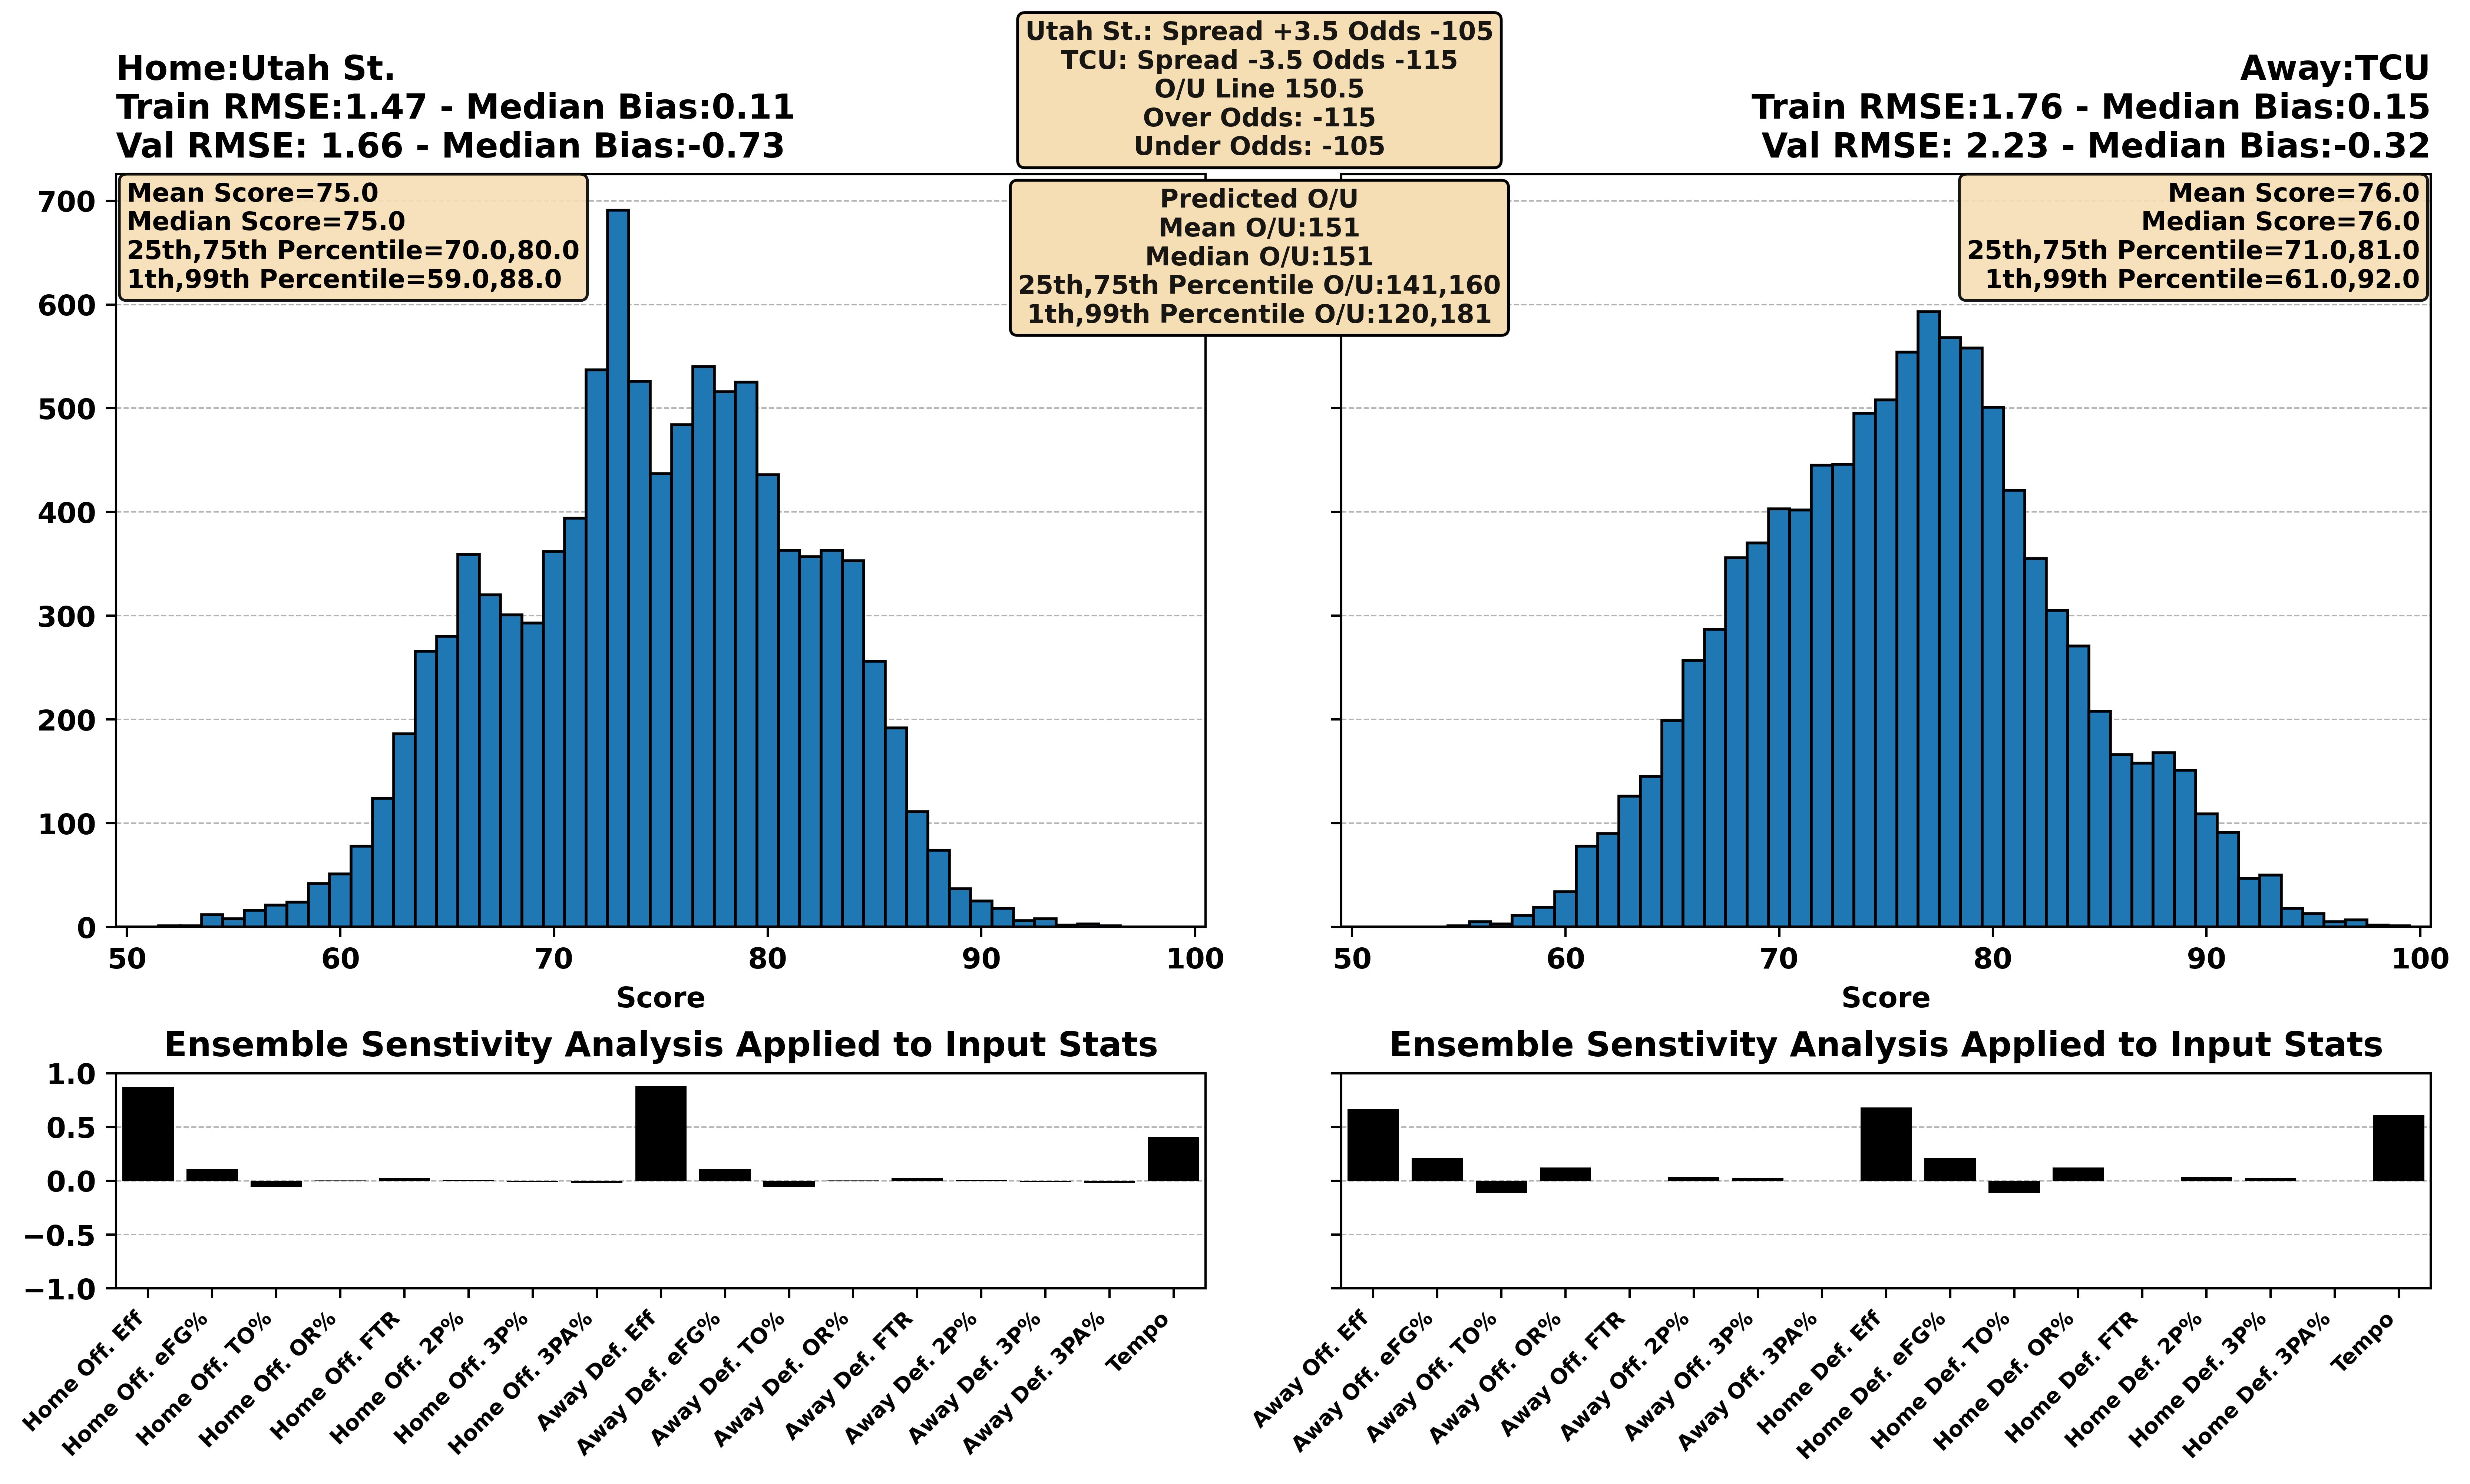 Utah St.: Spread +3.5 Odds -105
TCU: Spread -3.5 Odds -115
O/U Line 150.5
Over Odds: -115
Under Odds: -105
Home:Utah St.
Train RMSE:1.47 - Median Bias:0.11
Val RMSE: 1.66 - Median Bias:-0.73
Away:TCU
Train RMSE:1.76 - Median Bias:0.15
Val RMSE: 2.23 - Median Bias:-0.32
Mean Score=75.0
Median Score=75.0
25th,75th Percentile=70.0,80.0
1th,99th Percentile=59.0,88.0
Predicted O/U
Mean O/U:151
Median O/U:151
25th,75th Percentile O/U:141,160
1th,99th Percentile O/U:120,181
Mean Score=76.0
Median Score=76.0
25th,75th Percentile=71.0,81.0
1th,99th Percentile=61.0,92.0
700
600
500
400
300
200
100
0
50 60 70 80 90 100
Score
50 60 70 80 90 100
Score
Ensemble Senstivity Analysis Applied to Input Stats
1.0
0.5
0.0
−0.5
−1.0
Home Off. Eff
Home Off. eFG%
Home Off. TO%
Home Off. OR%
Home Off. FTR
Home Off. 2P%
Home Off. 3P%
Home Off. 3PA%
Away Def. Eff
Away Def. eFG%
Away Def. TO%
Away Def. OR%
Away Def. FTR
Away Def. 2P%
Away Def. 3P%
Away Def. 3PA%
Tempo
Ensemble Senstivity Analysis Applied to Input Stats
Away Off. Eff
Away Off. eFG%
Away Off. TO%
Away Off. OR%
Away Off. FTR
Away Off. 2P%
Away Off. 3P%
Away Off. 3PA%
Home Def. Eff
Home Def. eFG%
Home Def. TO%
Home Def. OR%
Home Def. FTR
Home Def. 2P%
Home Def. 3P%
Home Def. 3PA%
Tempo